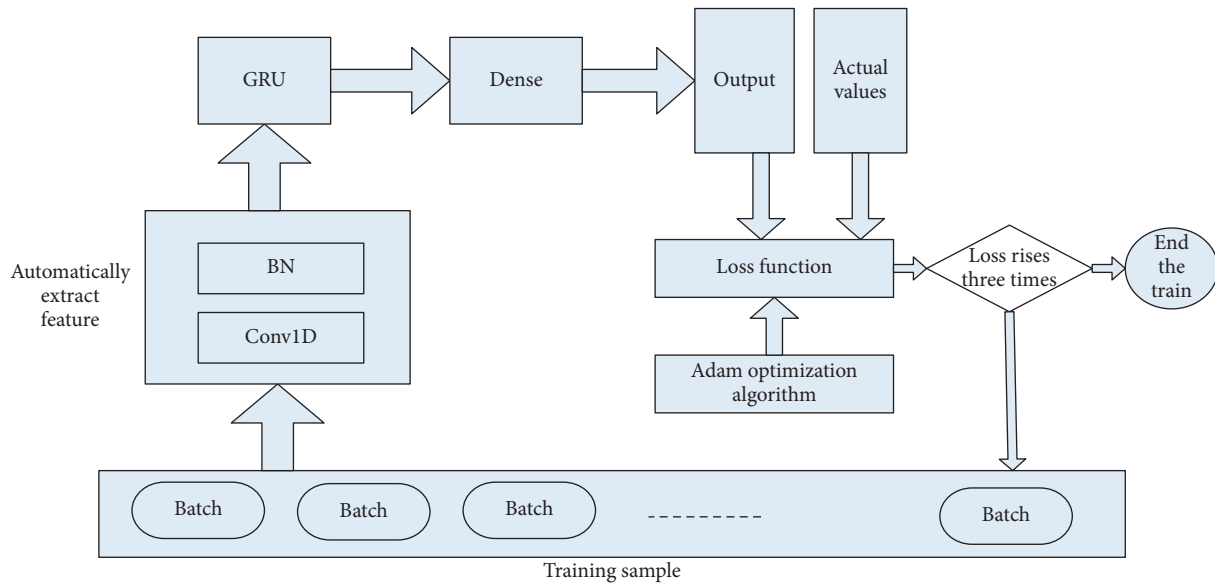 GRU
Dense
Output
Actual
values
Automatically
extract
feature
BN
Conv1D
Loss function
Loss rises
three times
End
the
train
Adam optimization
algorithm
Batch
Batch
Batch
Batch
Training sample